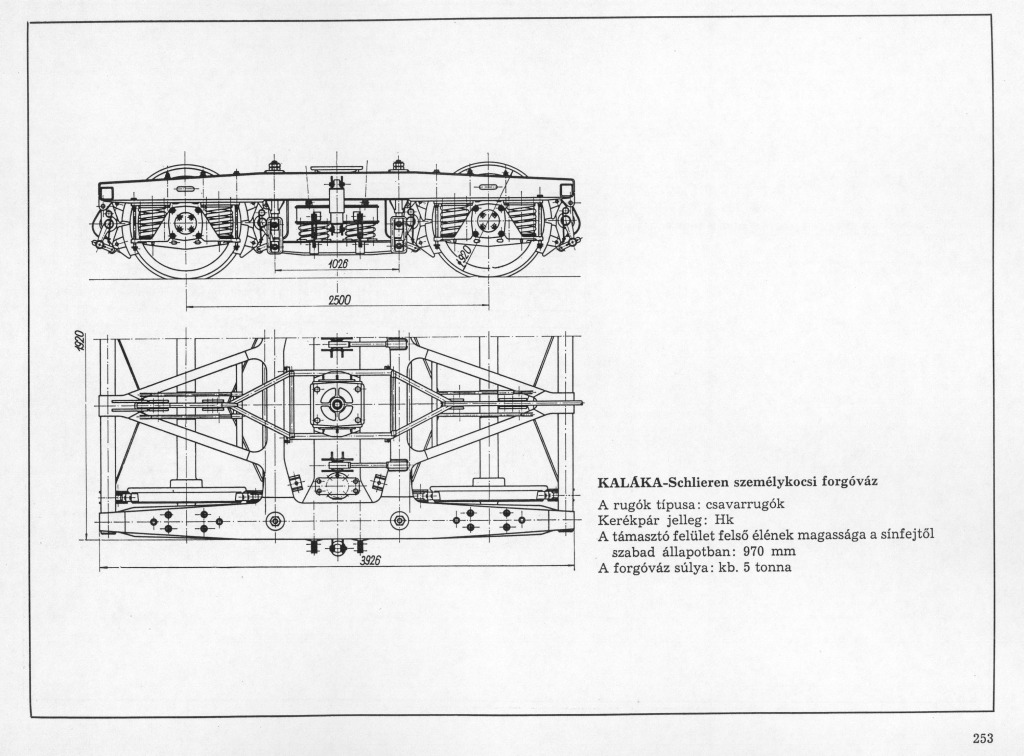 1026
2500
920
1920
3926
KALÁKA-Schlieren személykocsi forgóváz
A rugók típusa: csavarrugók
Kerékpár jelleg: Hk
A támasztó felület felső élének magassága a sínfejtől
szabad állapotban: 970 mm
A forgóváz súlya: kb. 5 tonna
253